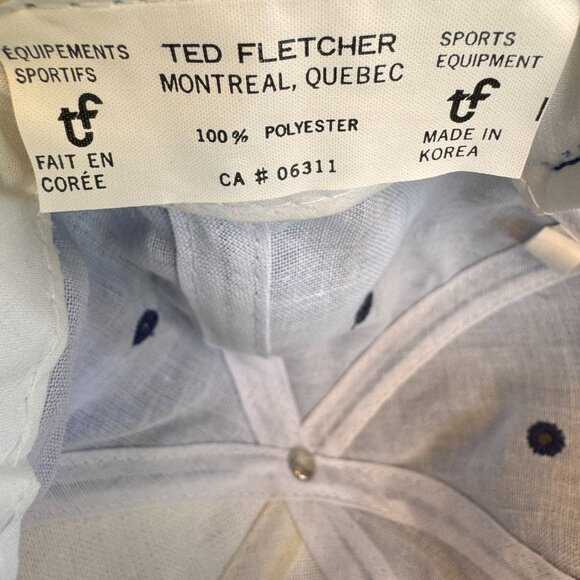 ÉQUIPEMENTS
SPORTIFS
tf
FAIT EN
CORÉE
TED FLETCHER
MONTREAL, QUEBEC
100% POLYESTER
CA # 06311
SPORTS
EQUIPMENT
tf
MADE IN
KOREA